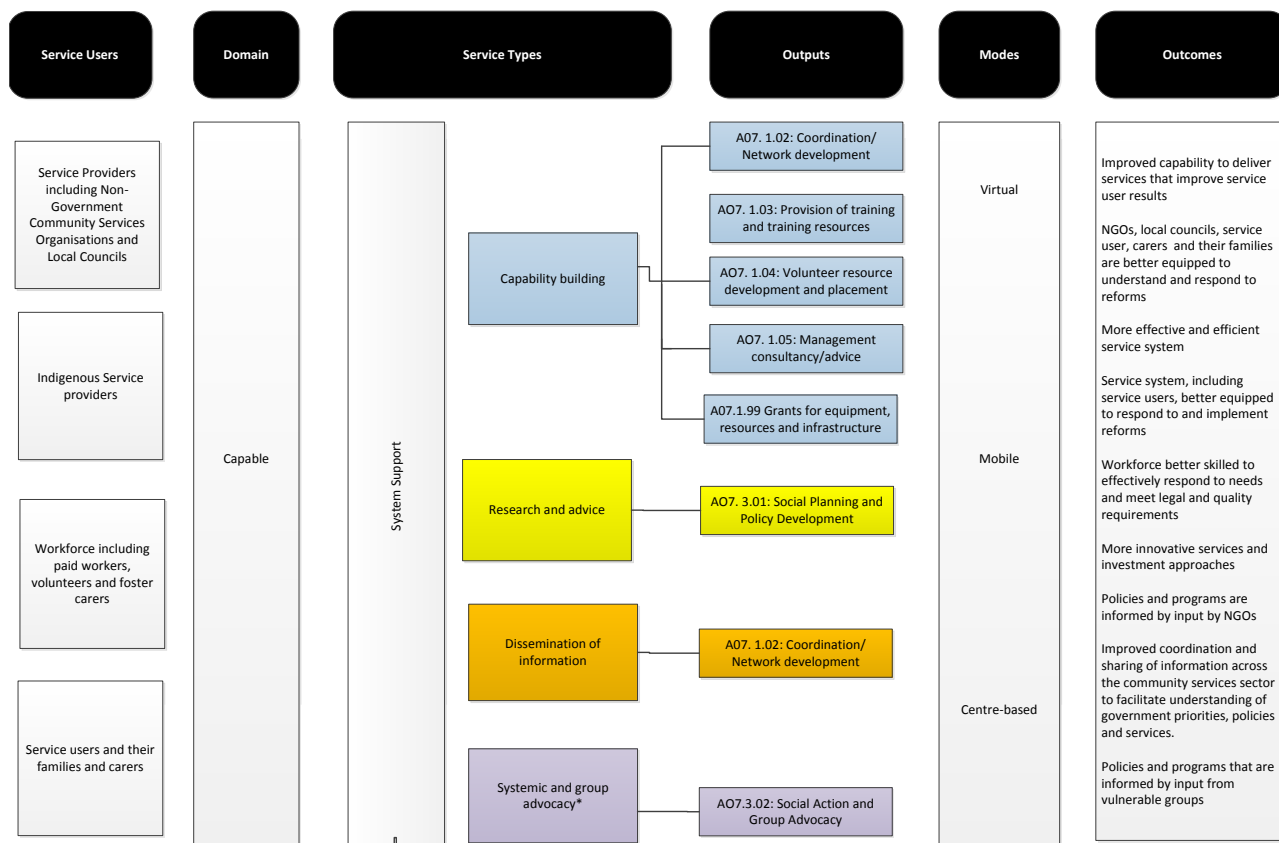 Service Users
Domain
Service Types
Outputs
Modes
Outcomes
Service Providers
including Non-
Government
Community Services
Organisations and
Local Councils
Indigenous Service
providers
Workforce including
paid workers,
volunteers and foster
carers
Service users and their
families and carers
Capable
System Support
Capability building
Research and advice
Dissemination of
information
Systemic and group
advocacy*
A07. 1.02: Coordination/
Network development
AO7. 1.03: Provision of training
and training resources
AO7. 1.04: Volunteer resource
development and placement
AO7. 1.05: Management
consultancy/advice
A07.1.99 Grants for equipment,
resources and infrastructure
AO7. 3.01: Social Planning and
Policy Development
A07. 1.02: Coordination/
Network development
AO7.3.02: Social Action and
Group Advocacy
Virtual
Mobile
Centre-based
Improved capability to deliver
services that improve service
user results
NGOs, local councils, service
user, carers and their families
are better equipped to
understand and respond to
reforms
More effective and efficient
service system
Service system, including
service users, better equipped
to respond to and implement
reforms
Workforce better skilled to
effectively respond to needs
and meet legal and quality
requirements
More innovative services and
investment approaches
Policies and programs are
informed by input by NGOs
Improved coordination and
sharing of information across
the community services sector
to facilitate understanding of
government priorities, policies
and services.
Policies and programs that are
informed by input from
vulnerable groups